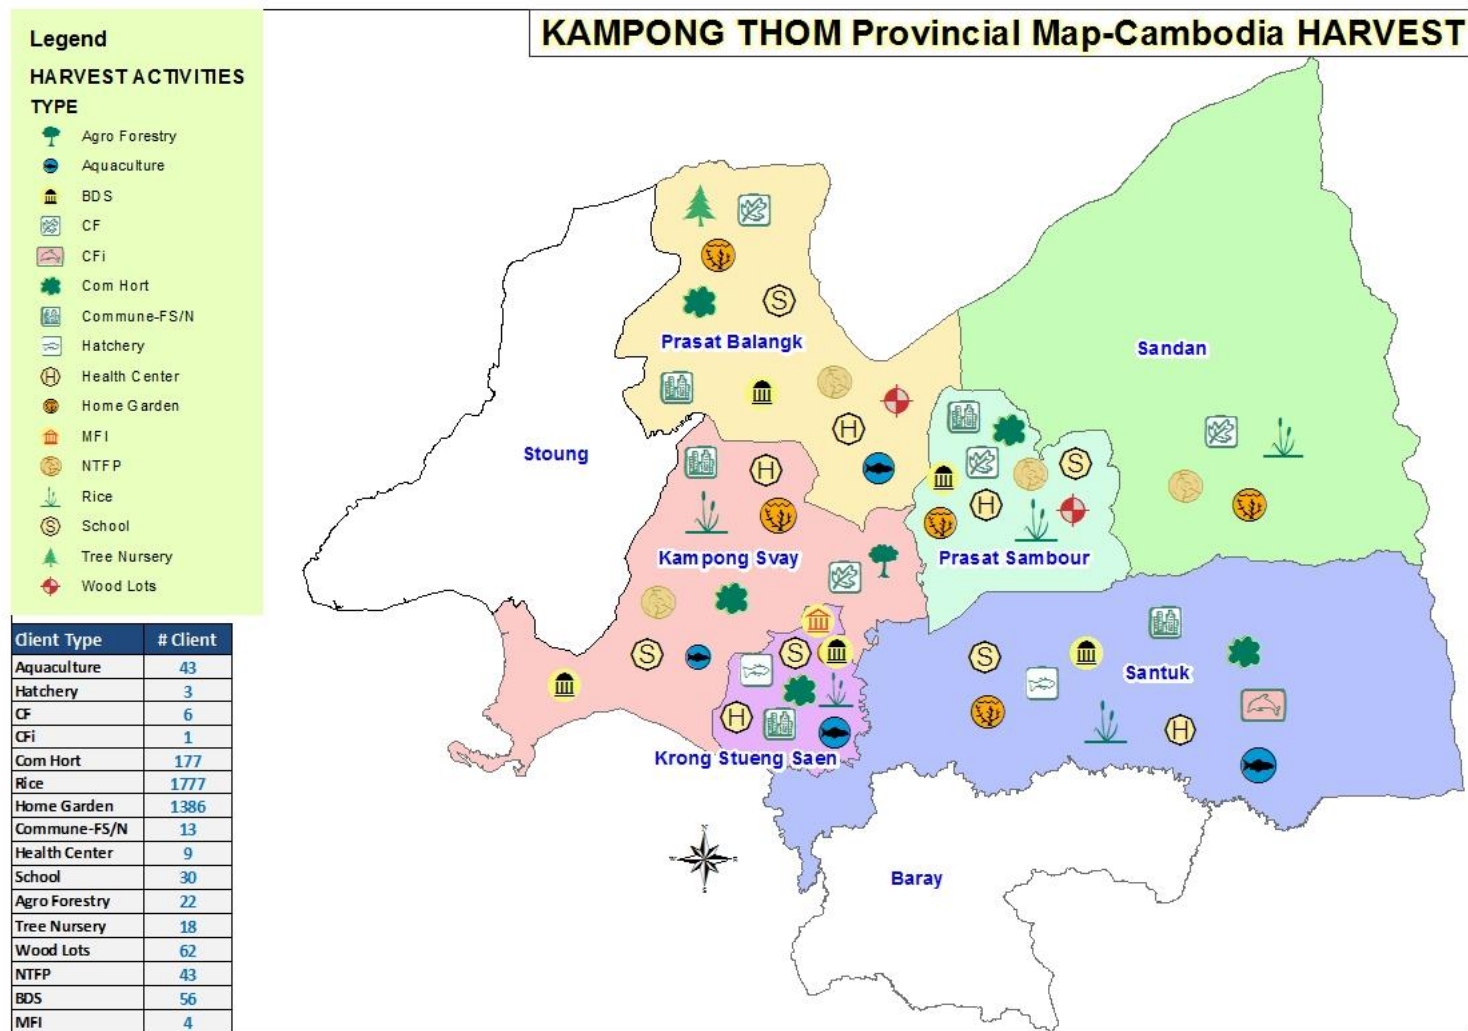 KAMPONG THOM Provincial Map-Cambodia HARVEST
Legend
HARVEST ACTIVITIES
TYPE
Agro Forestry
Aquaculture
BDS
CF
CFi
Com Hort
Commune-FS/N
Hatchery
H Health Center
Home Garden
MFI
NTFP
Rice
S School
Tree Nursery
Wood Lots
Client Type # Client
Aquaculture 43
Hatchery 3
CF 6
CFi 1
Com Hort 177
Rice 1777
Home Garden 1386
Commune-FS/N 13
Health Center 9
School 30
Agro Forestry 22
Tree Nursery 18
Wood Lots 62
NTFP 43
BDS 56
MFI 4
S
Prasat Balangk
H
Sandan
Stoung
H
S
H
Kampong Svay
Prasat Sambour
S
S
S
Santuk
H
H
Krong Stueng Saen
Baray